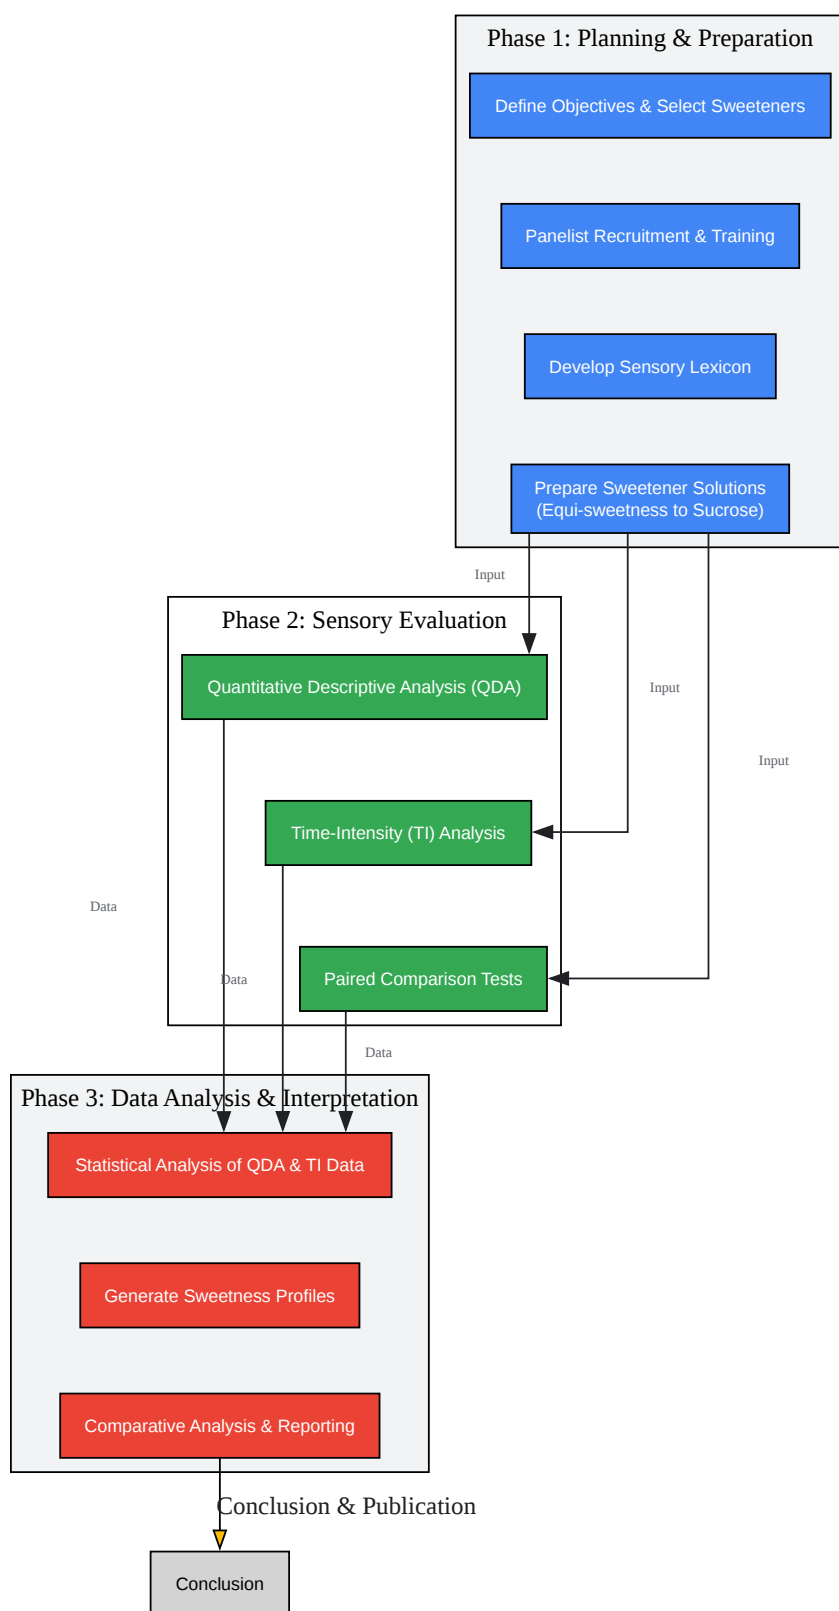 Phase 1: Planning & Preparation
Define Objectives & Select Sweeteners
Panelist Recruitment & Training
Develop Sensory Lexicon
Prepare Sweetener Solutions
(Equi-sweetness to Sucrose)
Input
Phase 2: Sensory Evaluation
Quantitative Descriptive Analysis (QDA)
Input
Input
Time-Intensity (TI) Analysis
Data
Paired Comparison Tests
Data
Data
Phase 3: Data Analysis & Interpretation
Statistical Analysis of QDA & TI Data
Generate Sweetness Profiles
Comparative Analysis & Reporting
Conclusion & Publication
Conclusion